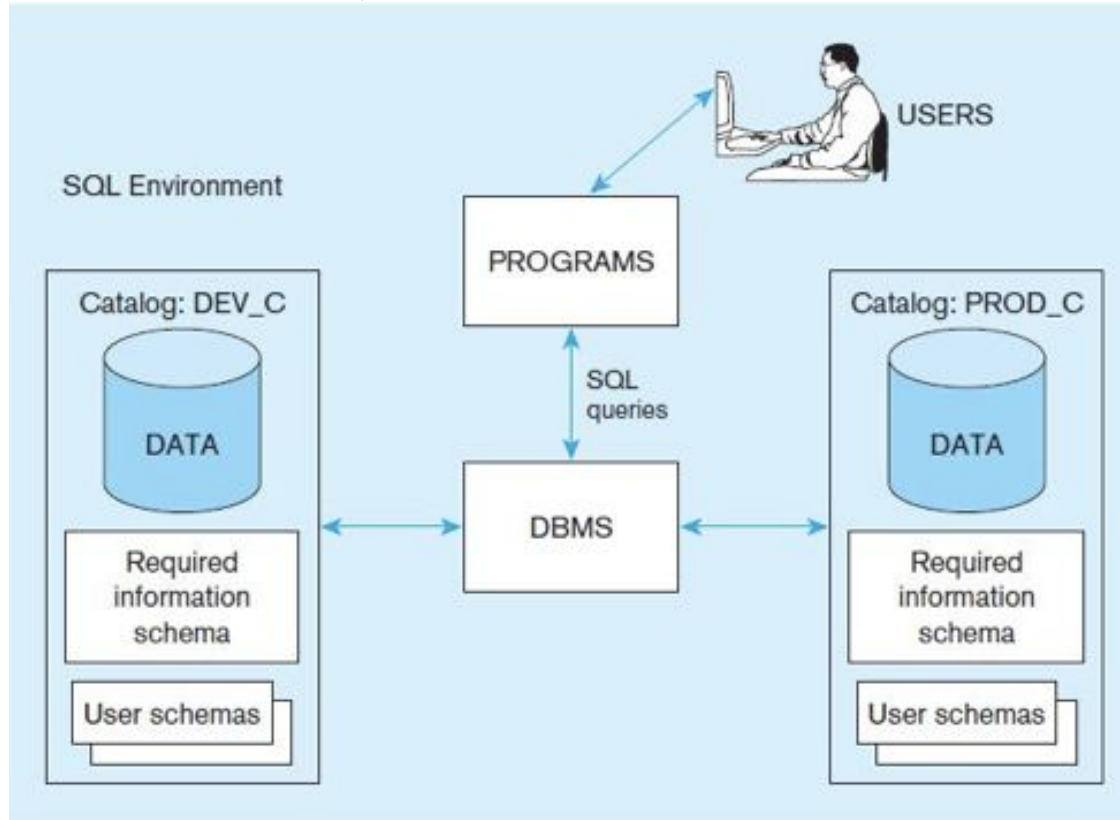 USERS
SQL Environment
PROGRAMS
Catalog: DEV_C
DATA
Required
information
schema
User schemas
SQL
queries
DBMS
Catalog: PROD_C
DATA
Required
information
schema
User schemas